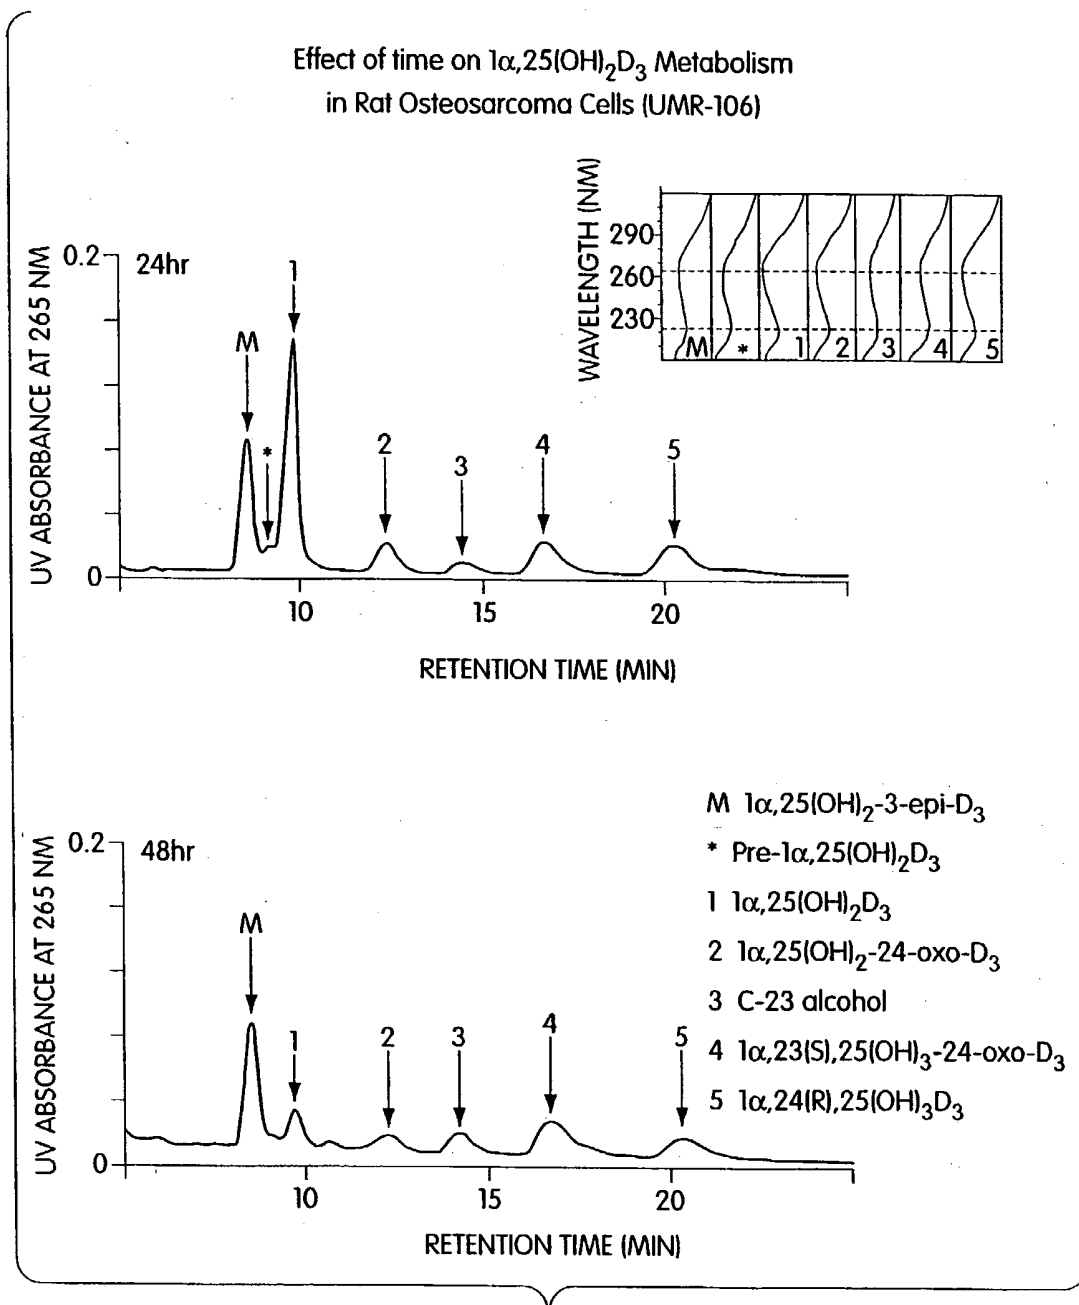 Effect of time on 1α,25(OH)₂D₃ Metabolism
in Rat Osteosarcoma Cells (UMR-106)
WAVELENGTH (NM)
290
260
230
M * 1 2 3 4 5
UV ABSORBANCE AT 265 NM
0.2
24hr
0
M
*
1
2
3
4
5
10 15 20
RETENTION TIME (MIN)
UV ABSORBANCE AT 265 NM
0.2
48hr
0
M
1
2
3
4
5
10 15 20
RETENTION TIME (MIN)
M 1α,25(OH)₂-3-epi-D₃
* Pre-1α,25(OH)₂D₃
1 1α,25(OH)₂D₃
2 1α,25(OH)₂-24-oxo-D₃
3 C-23 alcohol
4 1α,23(S),25(OH)₃-24-oxo-D₃
5 1α,24(R),25(OH)₃D₃